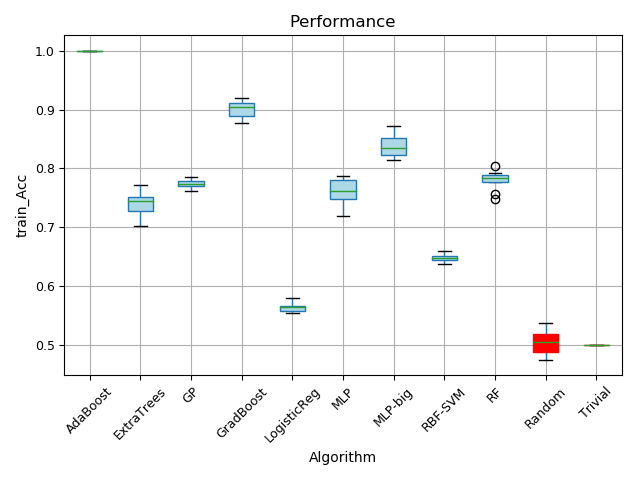 Performance
train_Acc
1.0
0.9
0.8
0.7
0.6
0.5
AdaBoost
ExtraTrees
GP
GradBoost
LogisticReg
MLP
MLP-big
RBF-SVM
RF
Random
Trivial
Algorithm